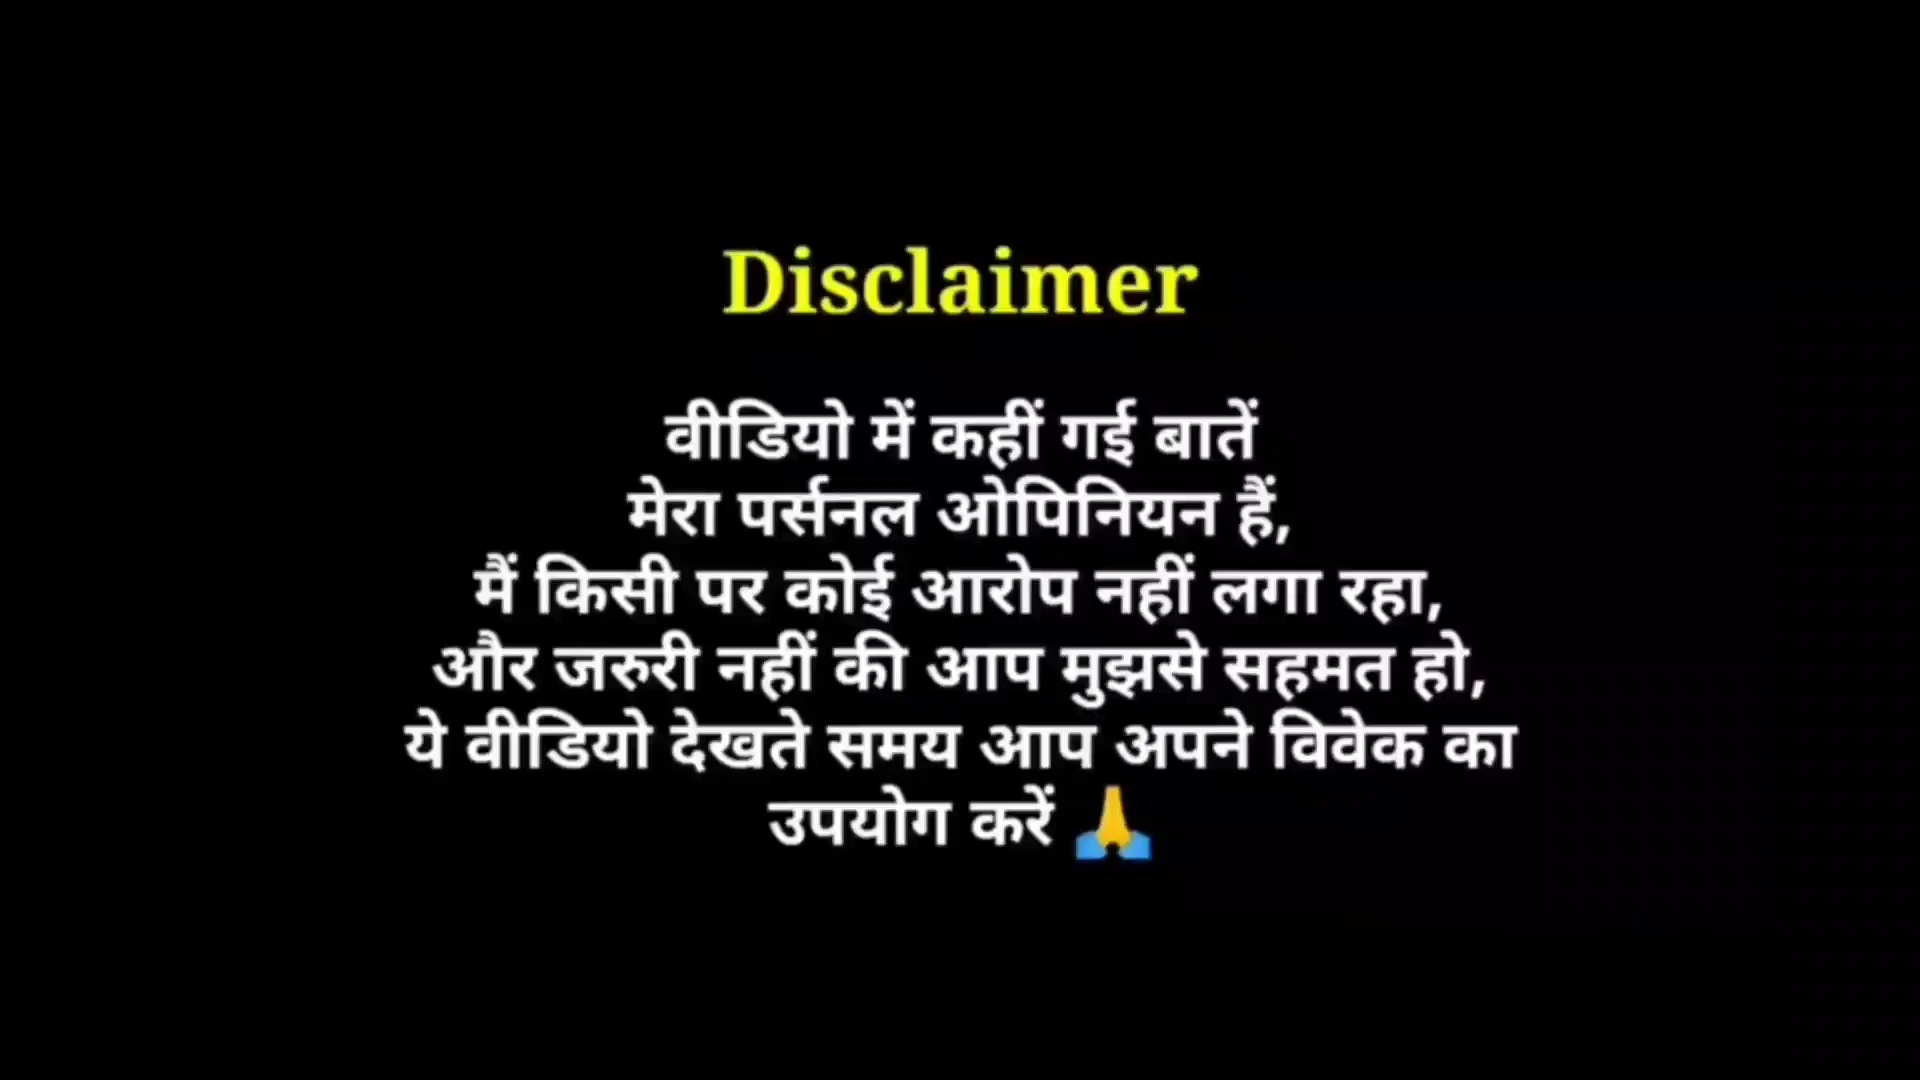 Disclaimer
वीडियो में कहीं गई बातें
मेरा पर्सनल ओपिनियन हैं,
मैं किसी पर कोई आरोप नहीं लगा रहा,
और जरुरी नहीं की आप मुझसे सहमत हो,
ये वीडियो देखते समय आप अपने विवेक का
उपयोग करें 🙏